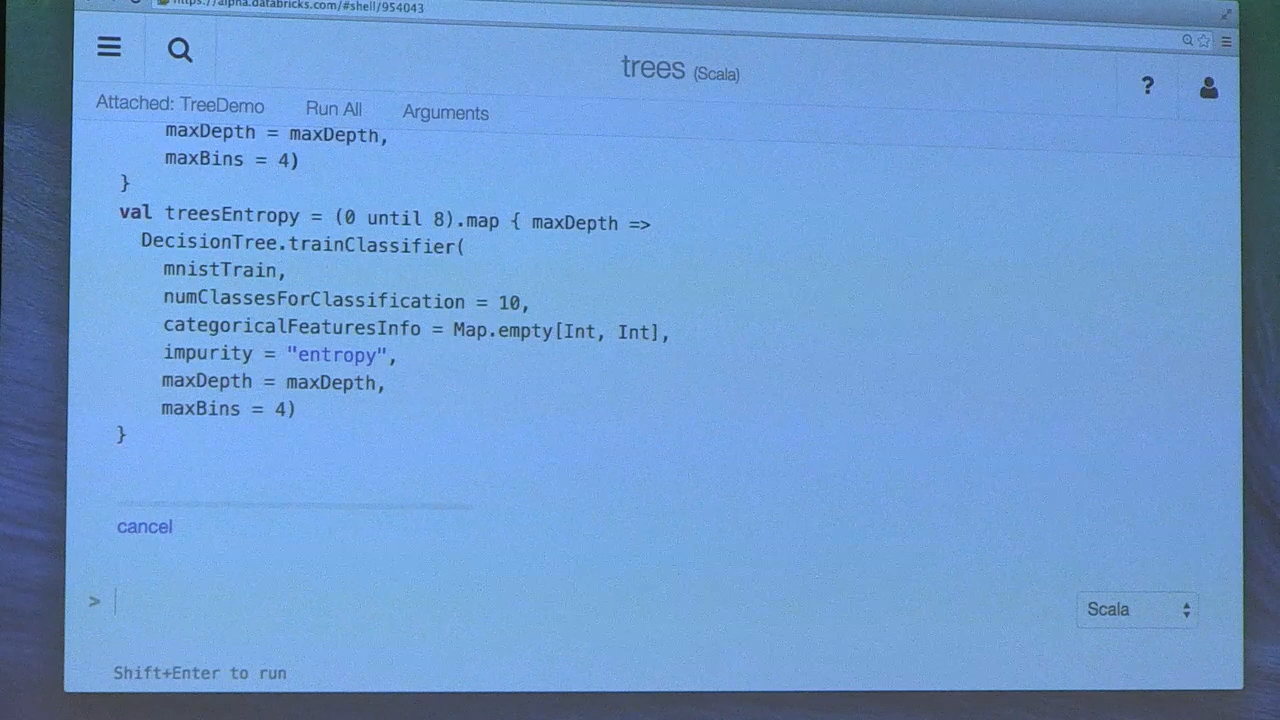 https://alpha.databricks.com/#shell/954043
trees (Scala)
?
Attached: TreeDemo Run All Arguments
maxDepth = maxDepth,
maxBins = 4)
}
val treesEntropy = (0 until 8).map { maxDepth =>
DecisionTree.trainClassifier(
mnistTrain,
numClassesForClassification = 10,
categoricalFeaturesInfo = Map.empty[Int, Int],
impurity = "entropy",
maxDepth = maxDepth,
maxBins = 4)
}
cancel
>
Scala
Shift+Enter to run